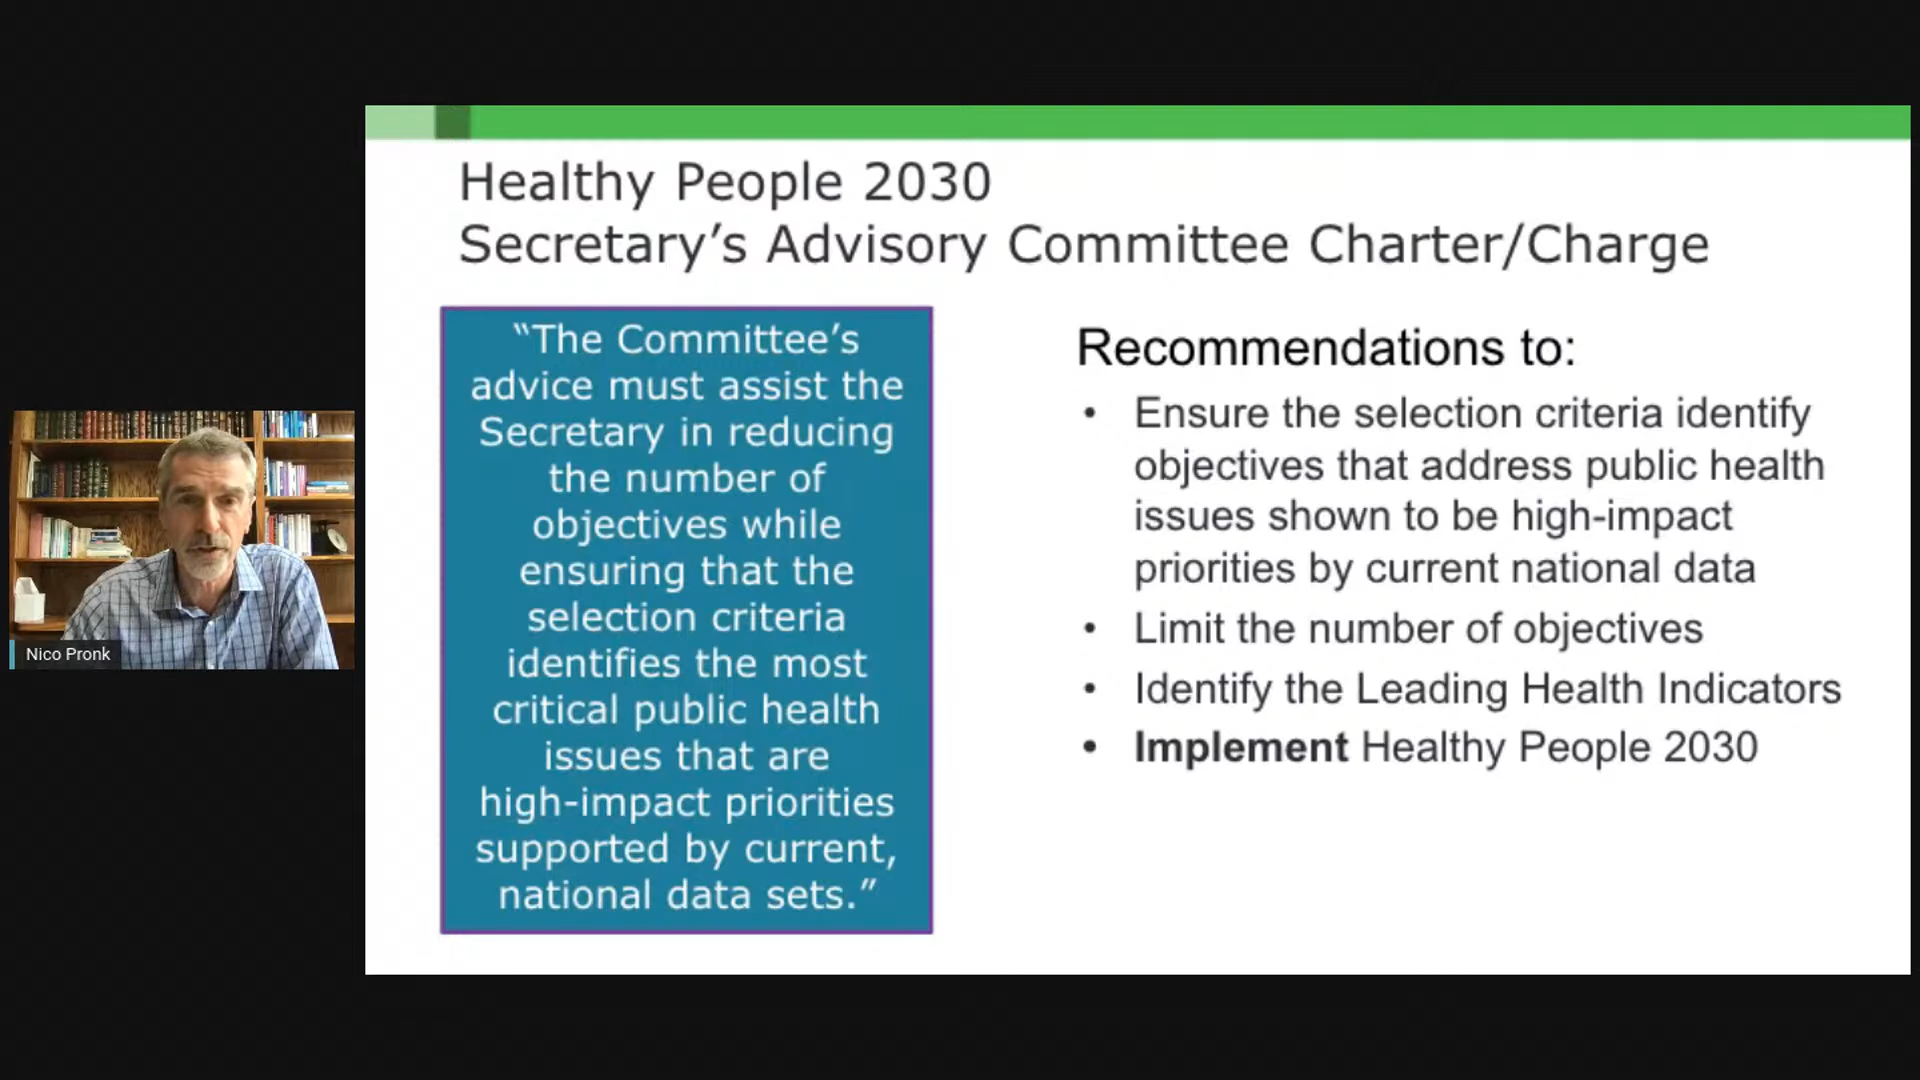 Healthy People 2030
Secretary’s Advisory Committee Charter/Charge
“The Committee’s
advice must assist the
Secretary in reducing
the number of
objectives while
ensuring that the
selection criteria
identifies the most
critical public health
issues that are
high-impact priorities
supported by current,
national data sets.”
Recommendations to:
• Ensure the selection criteria identify
objectives that address public health
issues shown to be high-impact
priorities by current national data
• Limit the number of objectives
• Identify the Leading Health Indicators
• Implement Healthy People 2030
Nico Pronk